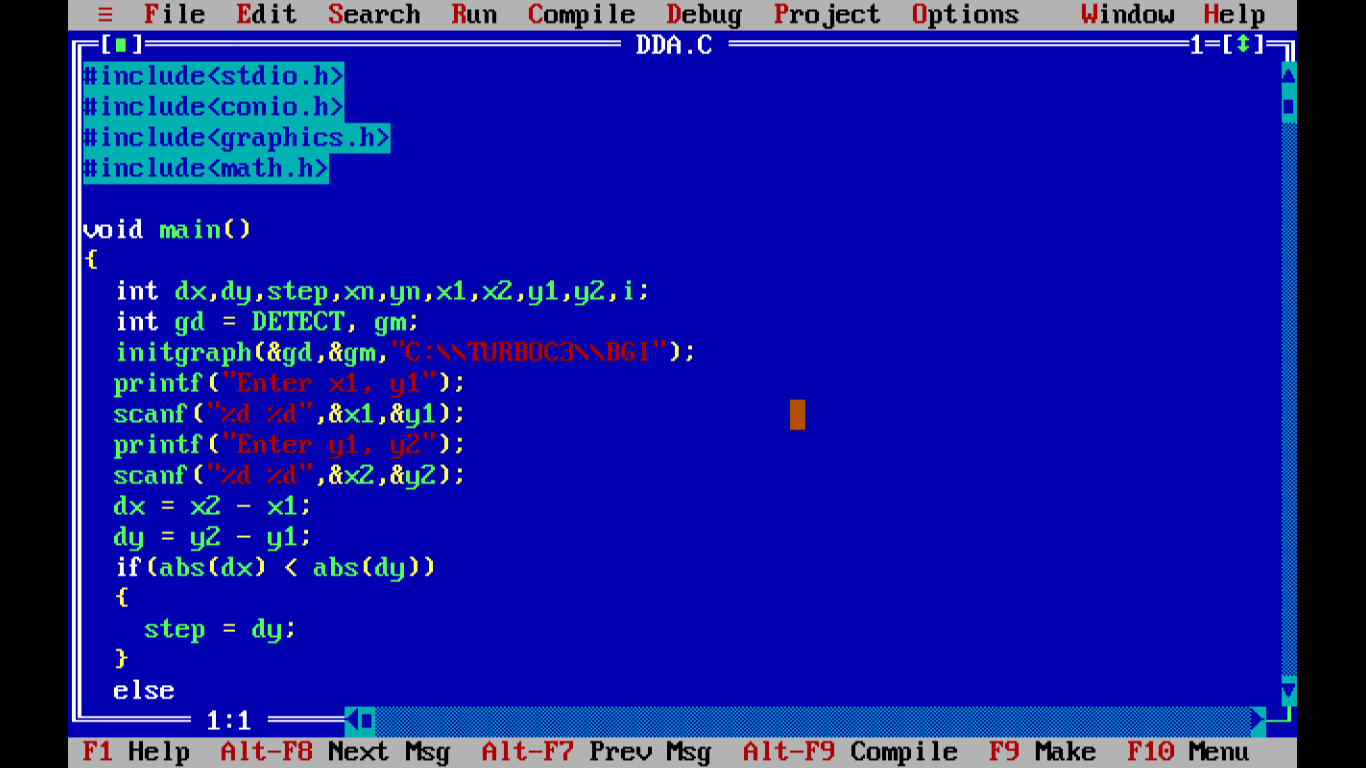 ≡ File Edit Search Run Compile Debug Project Options Window Help
[■] DDA.C 1=[↕]
#include<stdio.h>
#include<conio.h>
#include<graphics.h>
#include<math.h>
void main()
{
int dx,dy,step,xn,yn,x1,x2,y1,y2,i;
int gd = DETECT, gm;
initgraph(&gd,&gm,"C:\\TURBOC3\\BGI");
printf("Enter x1, y1");
scanf("%d %d",&x1,&y1);
printf("Enter y1, y2");
scanf("%d %d",&x2,&y2);
dx = x2 - x1;
dy = y2 - y1;
if(abs(dx) < abs(dy))
{
step = dy;
}
else
1:1
F1 Help Alt-F8 Next Msg Alt-F7 Prev Msg Alt-F9 Compile F9 Make F10 Menu